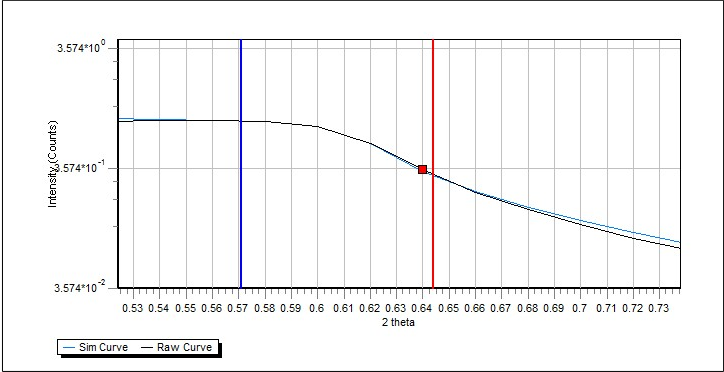 3.574*10^0
3.574*10^-1
3.574*10^-2
Intensity (Counts)
0.53 0.54 0.55 0.56 0.57 0.58 0.59 0.6 0.61 0.62 0.63 0.64 0.65 0.66 0.67 0.68 0.69 0.7 0.71 0.72 0.73
2 theta
Sim Curve Raw Curve